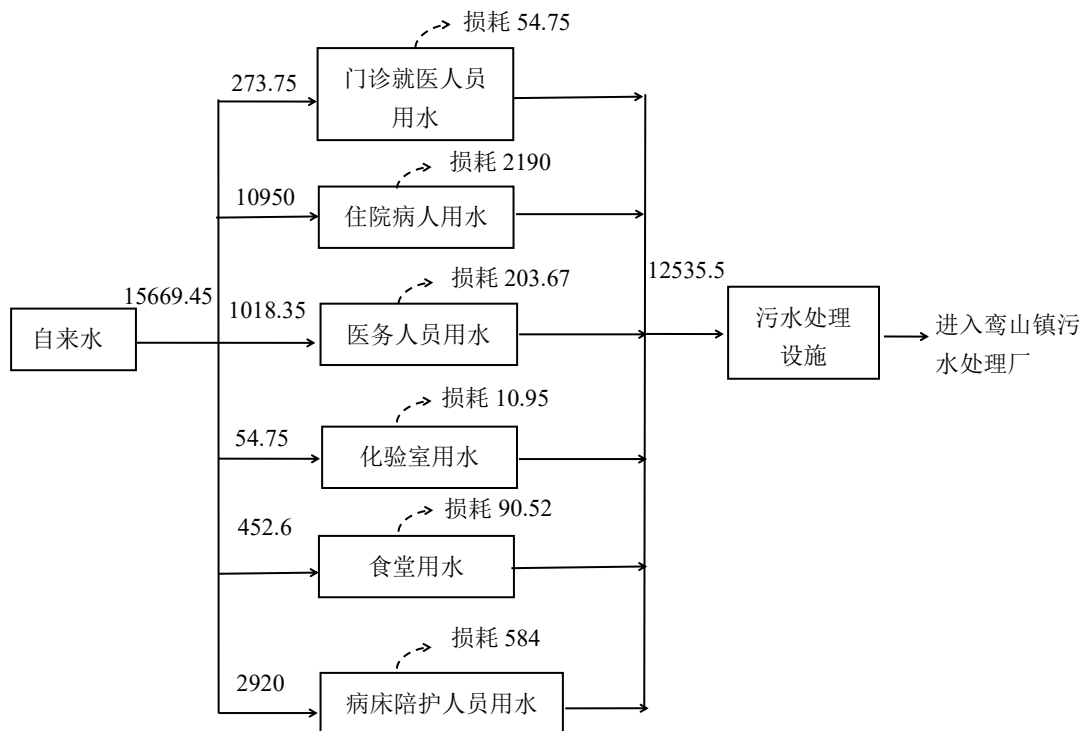 损耗 54.75
273.75
门诊就医人员
用水
损耗 2190
10950
住院病人用水
损耗 203.67
12535.5
15669.45
1018.35
自来水
医务人员用水
污水处理
设施
进入鸾山镇污
水处理厂
损耗 10.95
54.75
化验室用水
损耗 90.52
452.6
食堂用水
损耗 584
2920
病床陪护人员用水